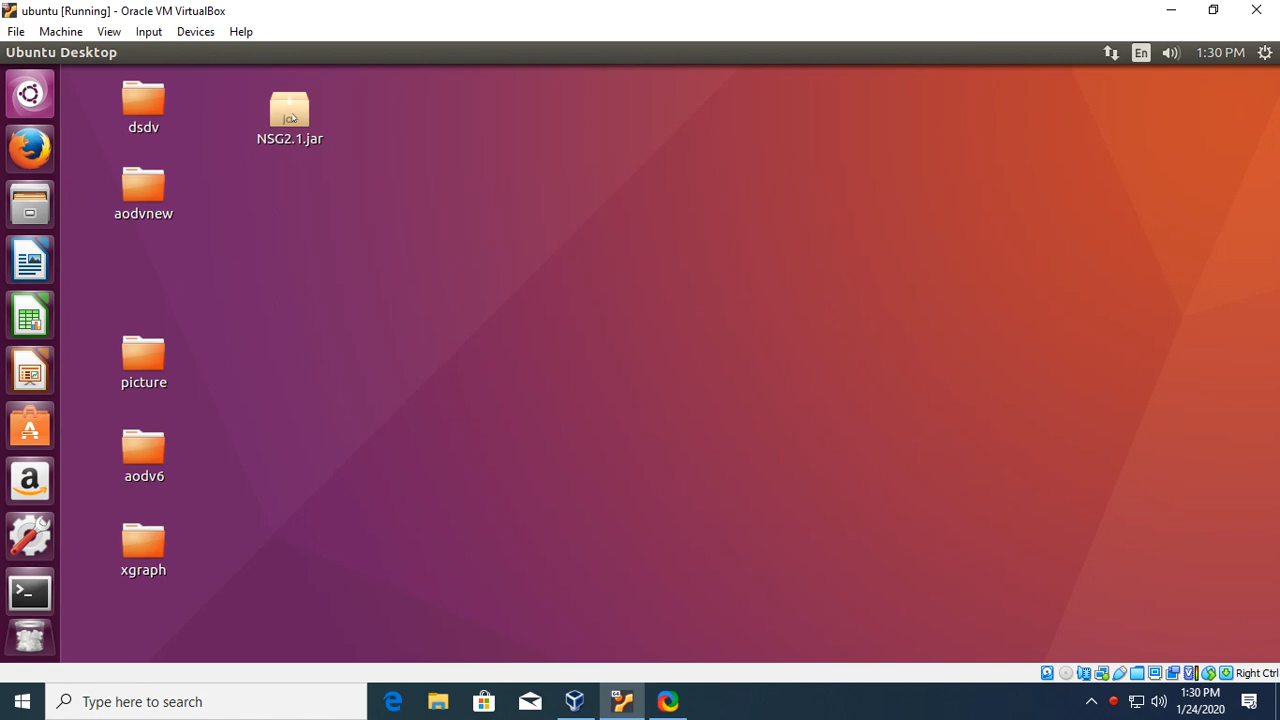 ubuntu [Running] - Oracle VM VirtualBox
File Machine View Input Devices Help
Ubuntu Desktop
En
1:30 PM
dsdv
NSG2.1.jar
aodvnew
picture
aodv6
xgraph
Right Ctrl
Type here to search
1:30 PM
1/24/2020